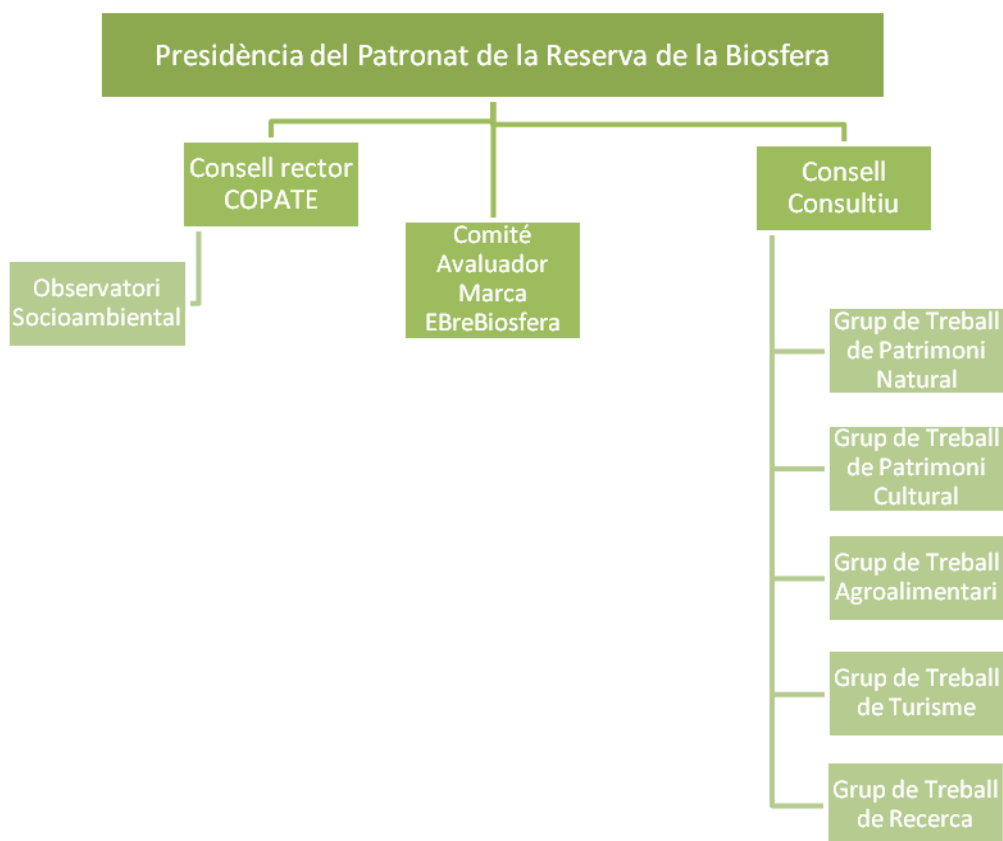 Presidència del Patronat de la Reserva de la Biosfera
Consell rector
COPATE
Consell
Consultiu
Comité
Avaluador
Marca
EBreBiosfera
Observatori
Socioambiental
Grup de Treball
de Patrimoni
Natural
Grup de Treball
de Patrimoni
Cultural
Grup de Treball
Agroalimentari
Grup de Treball
de Turisme
Grup de Treball
de Recerca